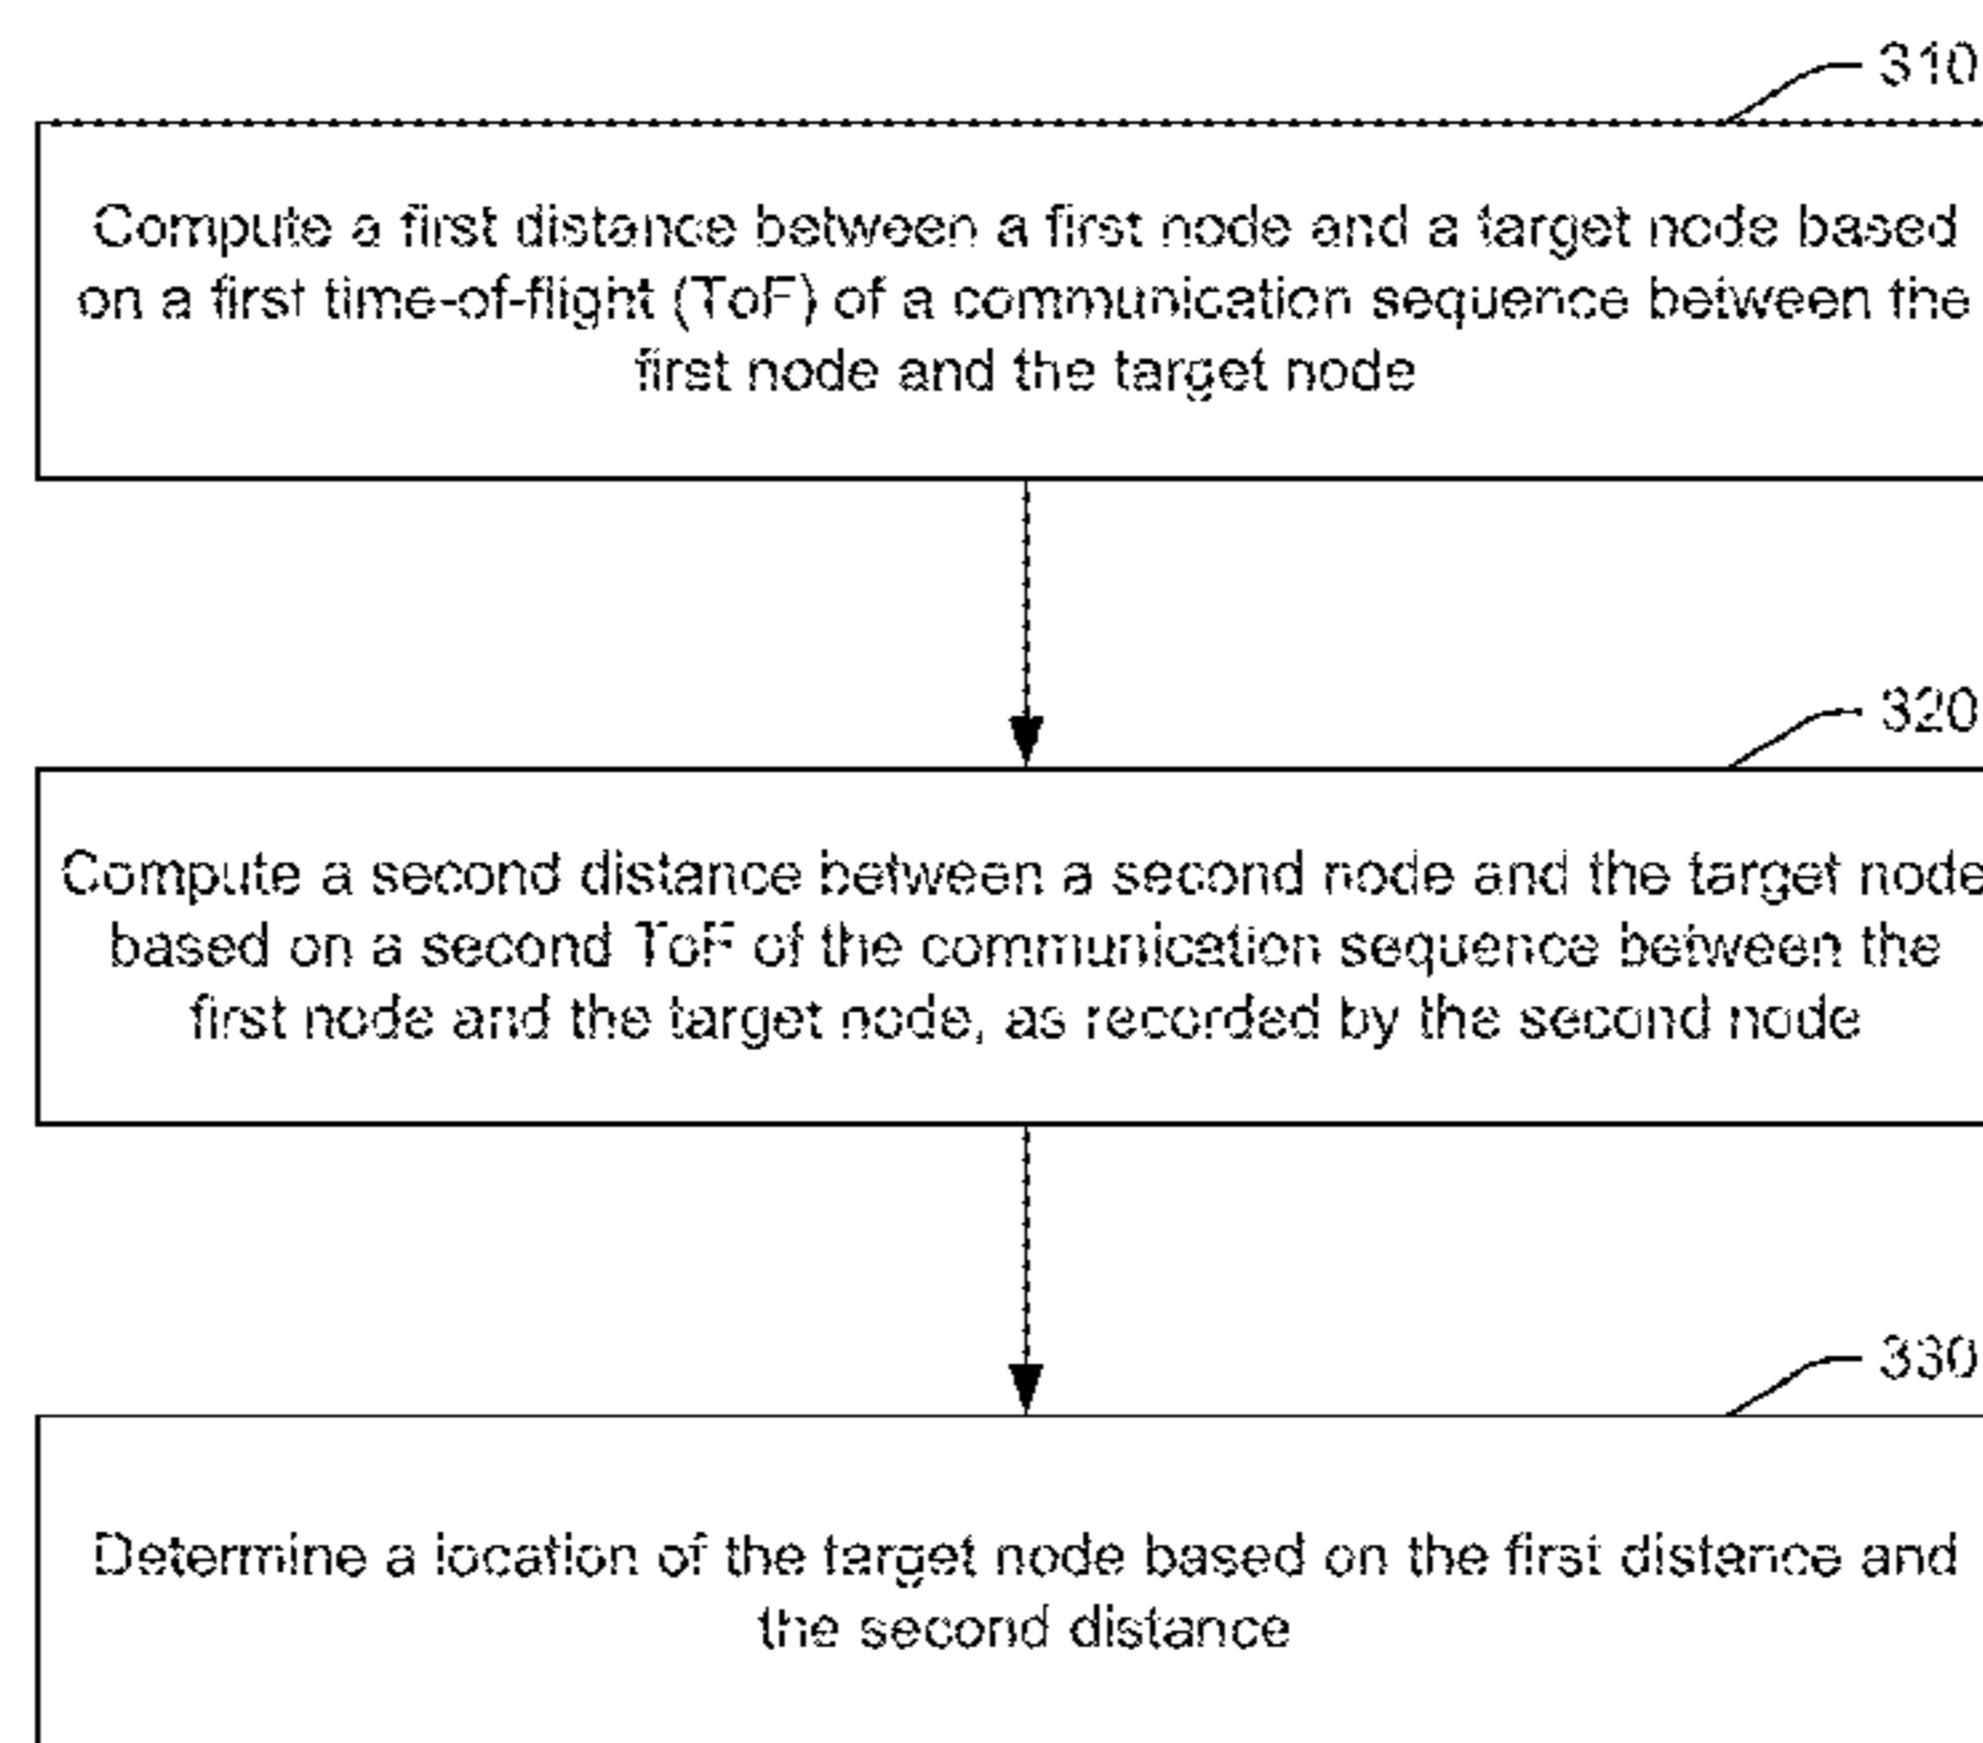 310
Compute a first distance between a first node and a target node based
on a first time-of-flight (ToF) of a communication sequence between the
first node and the target node
320
Compute a second distance between a second node and the target node
based on a second ToF of the communication sequence between the
first node and the target node, as recorded by the second node
330
Determine a location of the target node based on the first distance and
the second distance